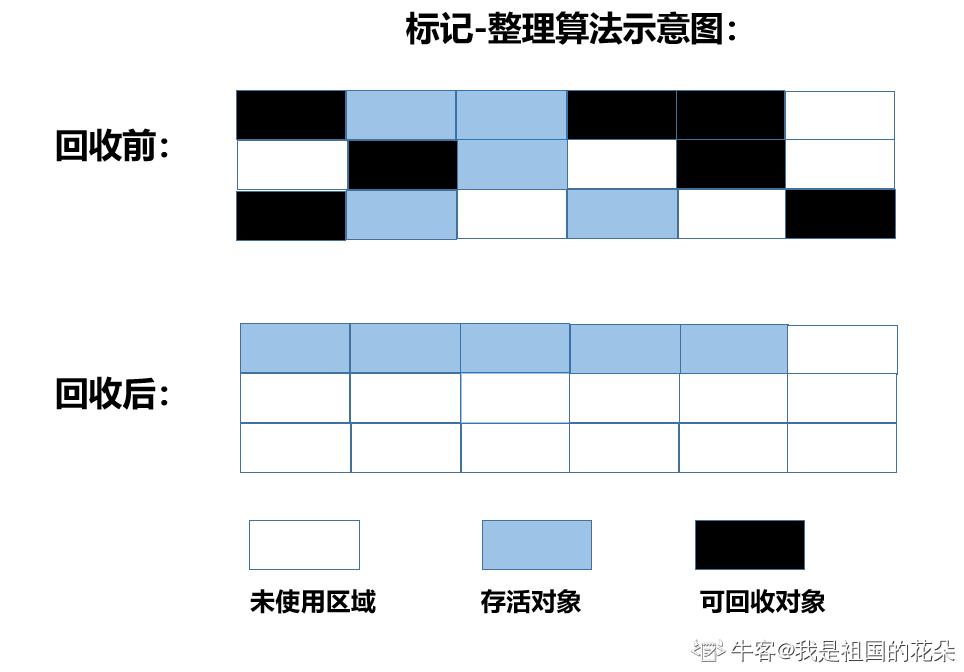 标记-整理算法示意图：
回收前：
回收后：
未使用区域 存活对象 可回收对象
牛客@我是祖国的花朵